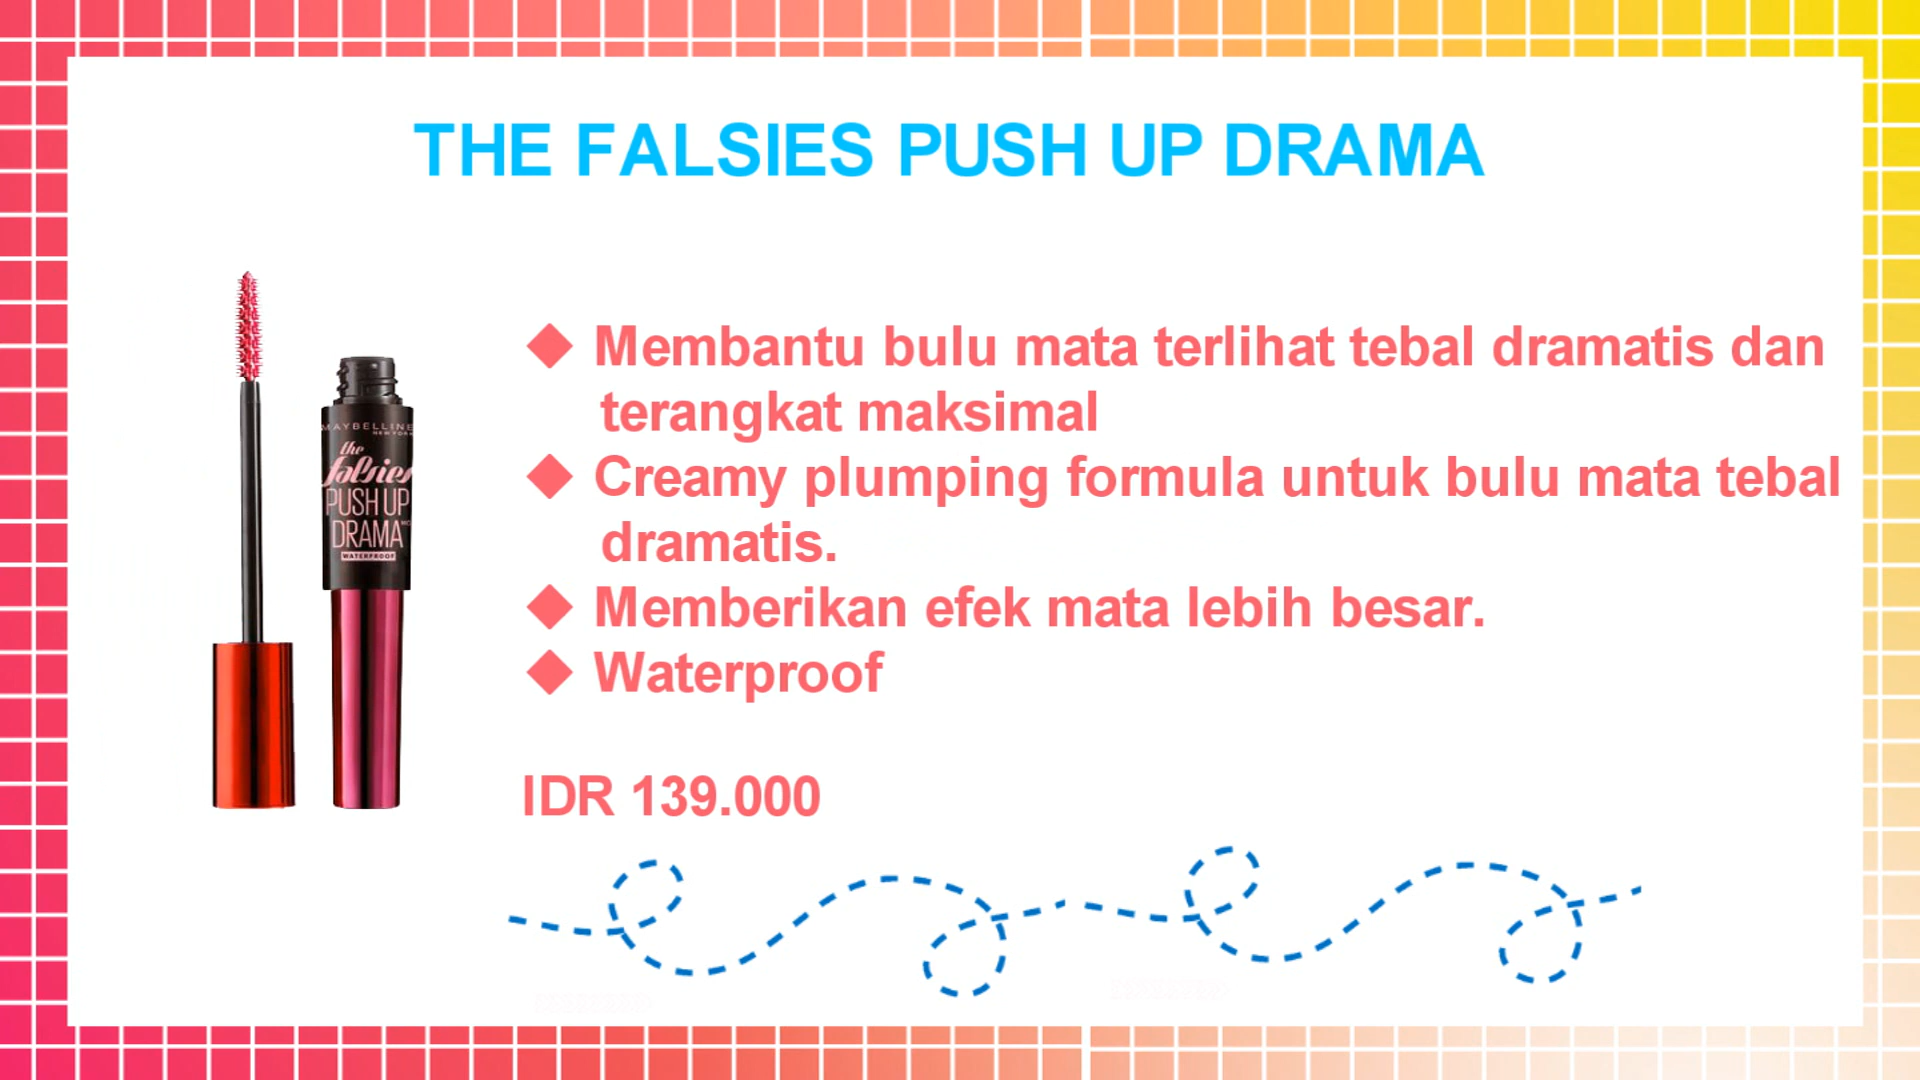 THE FALSIES PUSH UP DRAMA
Membantu bulu mata terlihat tebal dramatis dan
terangkat maksimal
Creamy plumping formula untuk bulu mata tebal
dramatis.
Memberikan efek mata lebih besar.
Waterproof
IDR 139.000
MAYBELLINE
NEW YORK
the
falsies
PUSH UP
DRAMA
WATERPROOF